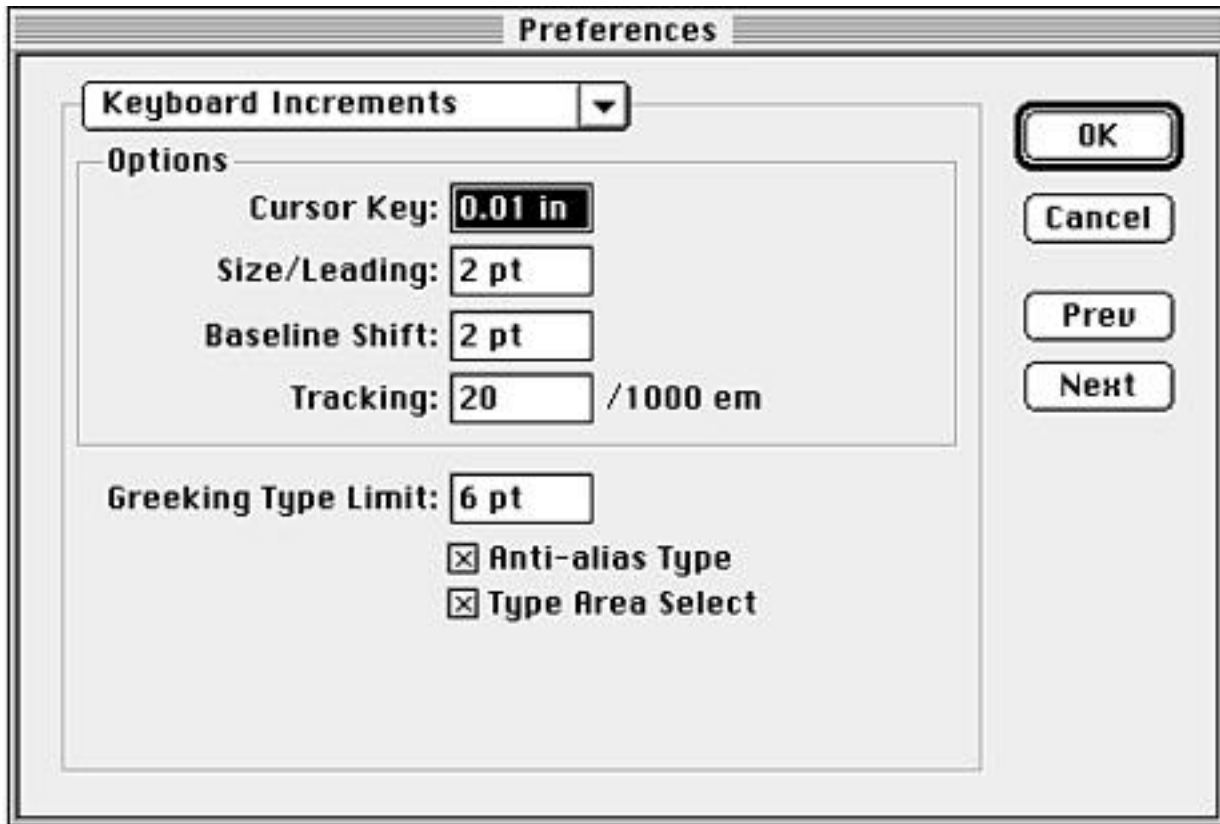 Preferences
Keyboard Increments
Options
Cursor Key: 0.01 in
Size/Leading: 2 pt
Baseline Shift: 2 pt
Tracking: 20 /1000 em
Greeking Type Limit: 6 pt
Anti-alias Type
Type Area Select
OK
Cancel
Prev
Next